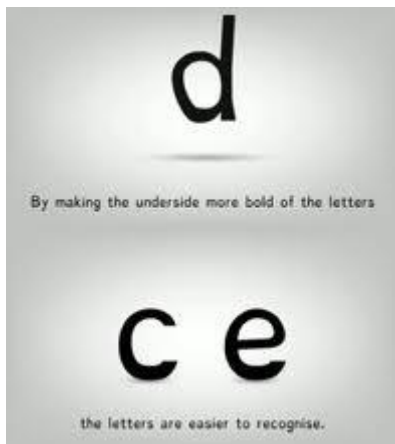 d
By making the underside more bold of the letters
c e
the letters are easier to recognise.